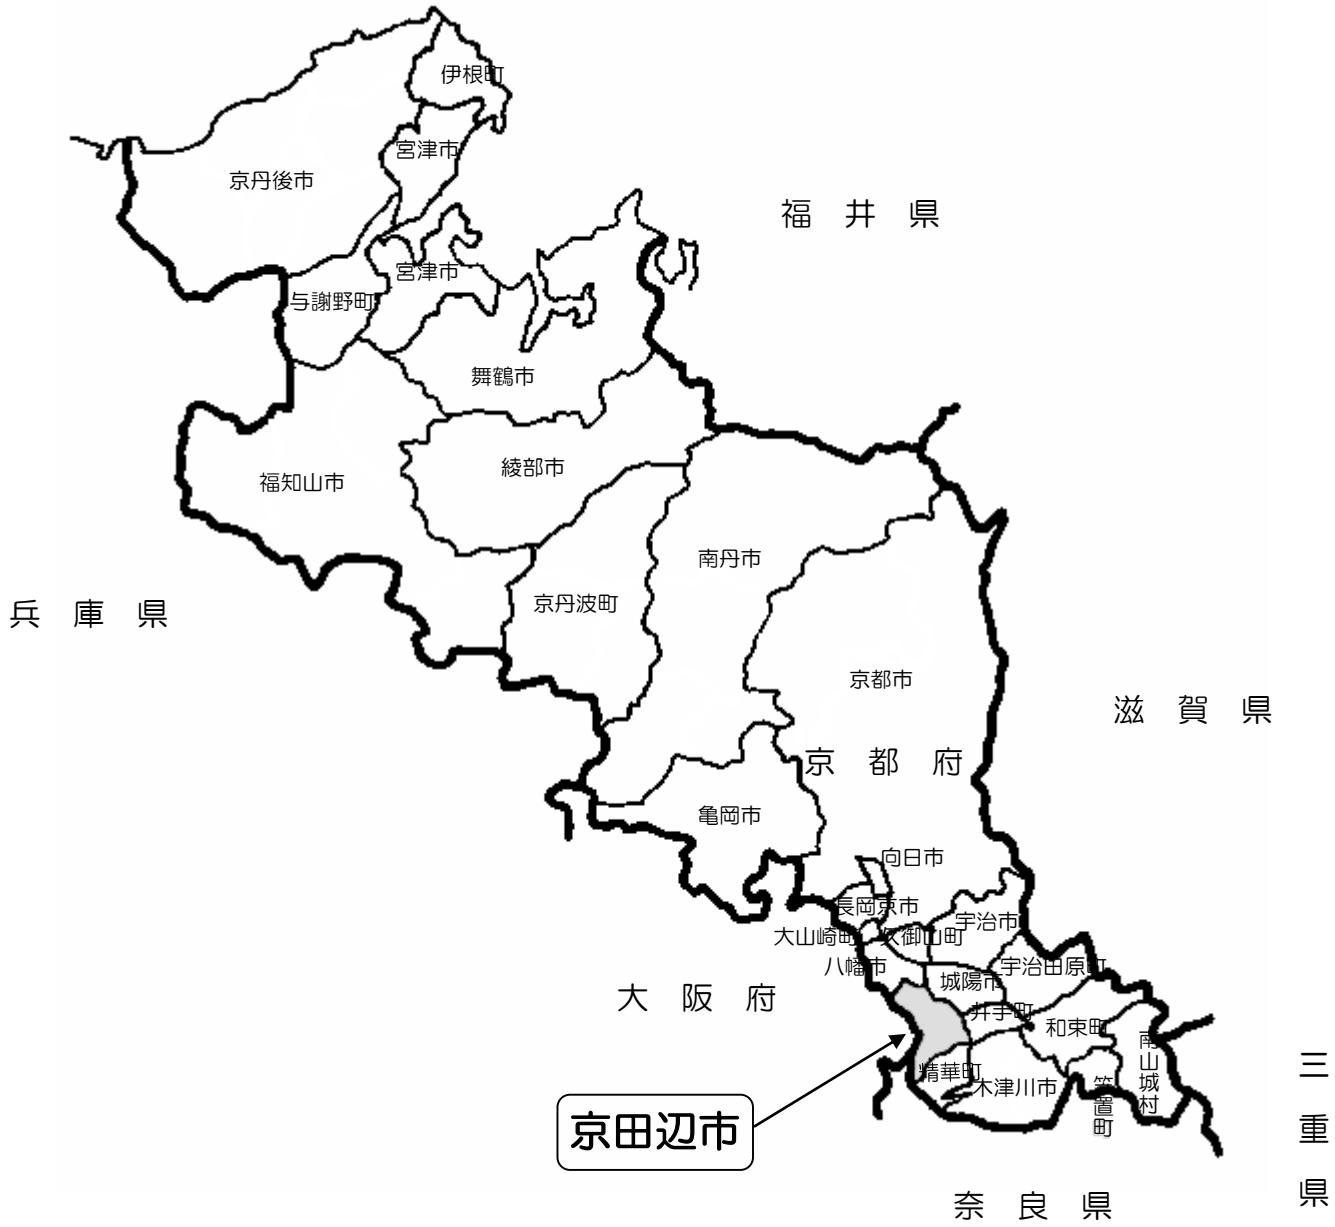 伊根町
宮津市
京丹後市
福井県
宮津市
与謝野町
舞鶴市
綾部市
福知山市
南丹市
京丹波町
兵庫県
京都市
滋賀県
京都府
亀岡市
向日市
長岡京市
宇治市
大山崎町
久御山町
八幡市
宇治田原町
城陽市
大阪府
井手町
和束町
南山城村
精華町
木津川市
笠置町
三重県
京田辺市
奈良県